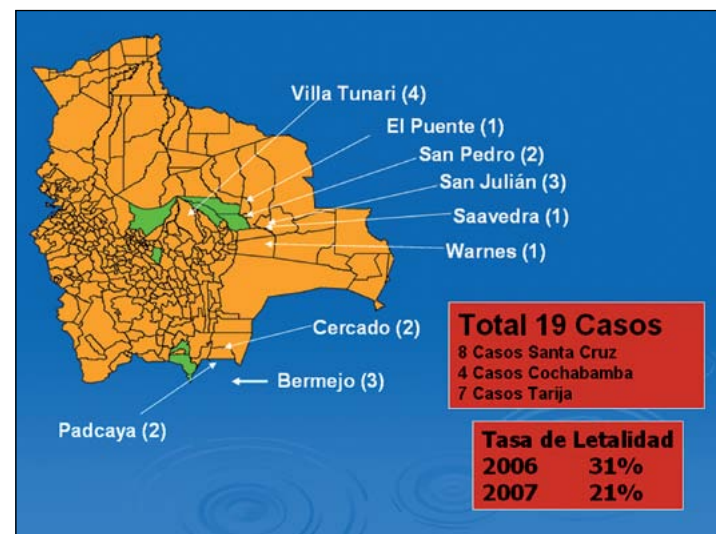 Villa Tunari (4)
El Puente (1)
San Pedro (2)
San Julián (3)
Saavedra (1)
Warnes (1)
Cercado (2)
Bermejo (3)
Padcaya (2)
Total 19 Casos
8 Casos Santa Cruz
4 Casos Cochabamba
7 Casos Tarija
Tasa de Letalidad
2006 31%
2007 21%